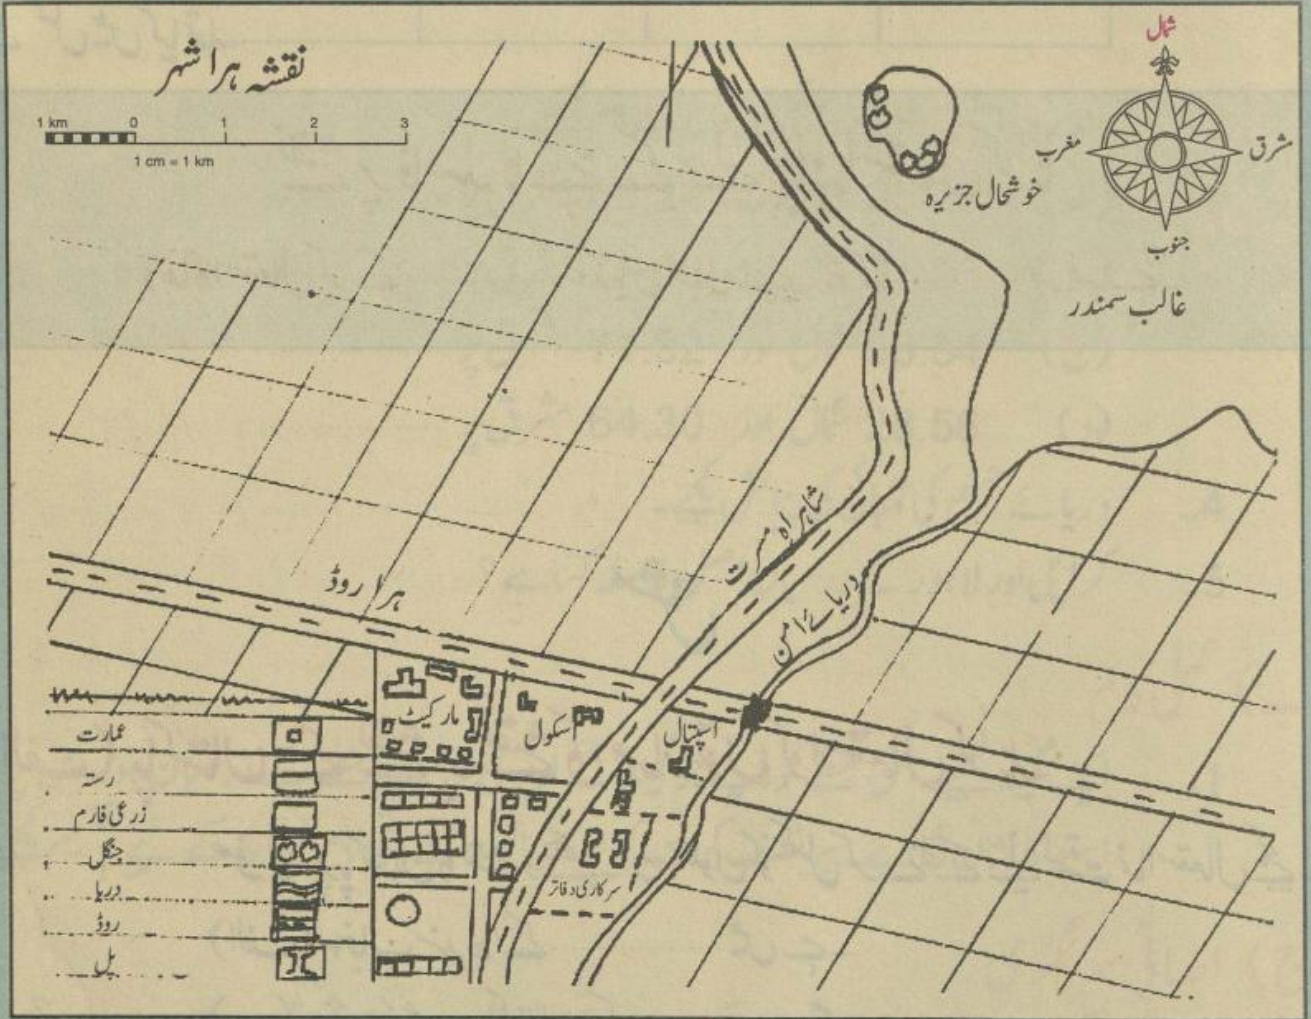 نقشہ ہرا شہر
1 km 0 1 2 3
1 cm = 1 km
شمال
مغرب
مشرق
جنوب
خوشحال جزیرہ
غالب سمندر
شاہراہ مسرت
دریائے امن
ہرا روڈ
مارکیٹ
اسکول
اسپتال
سرکاری دفاتر
عمارت
رستہ
زرعی فارم
جنگل
دریا
روڈ
پل